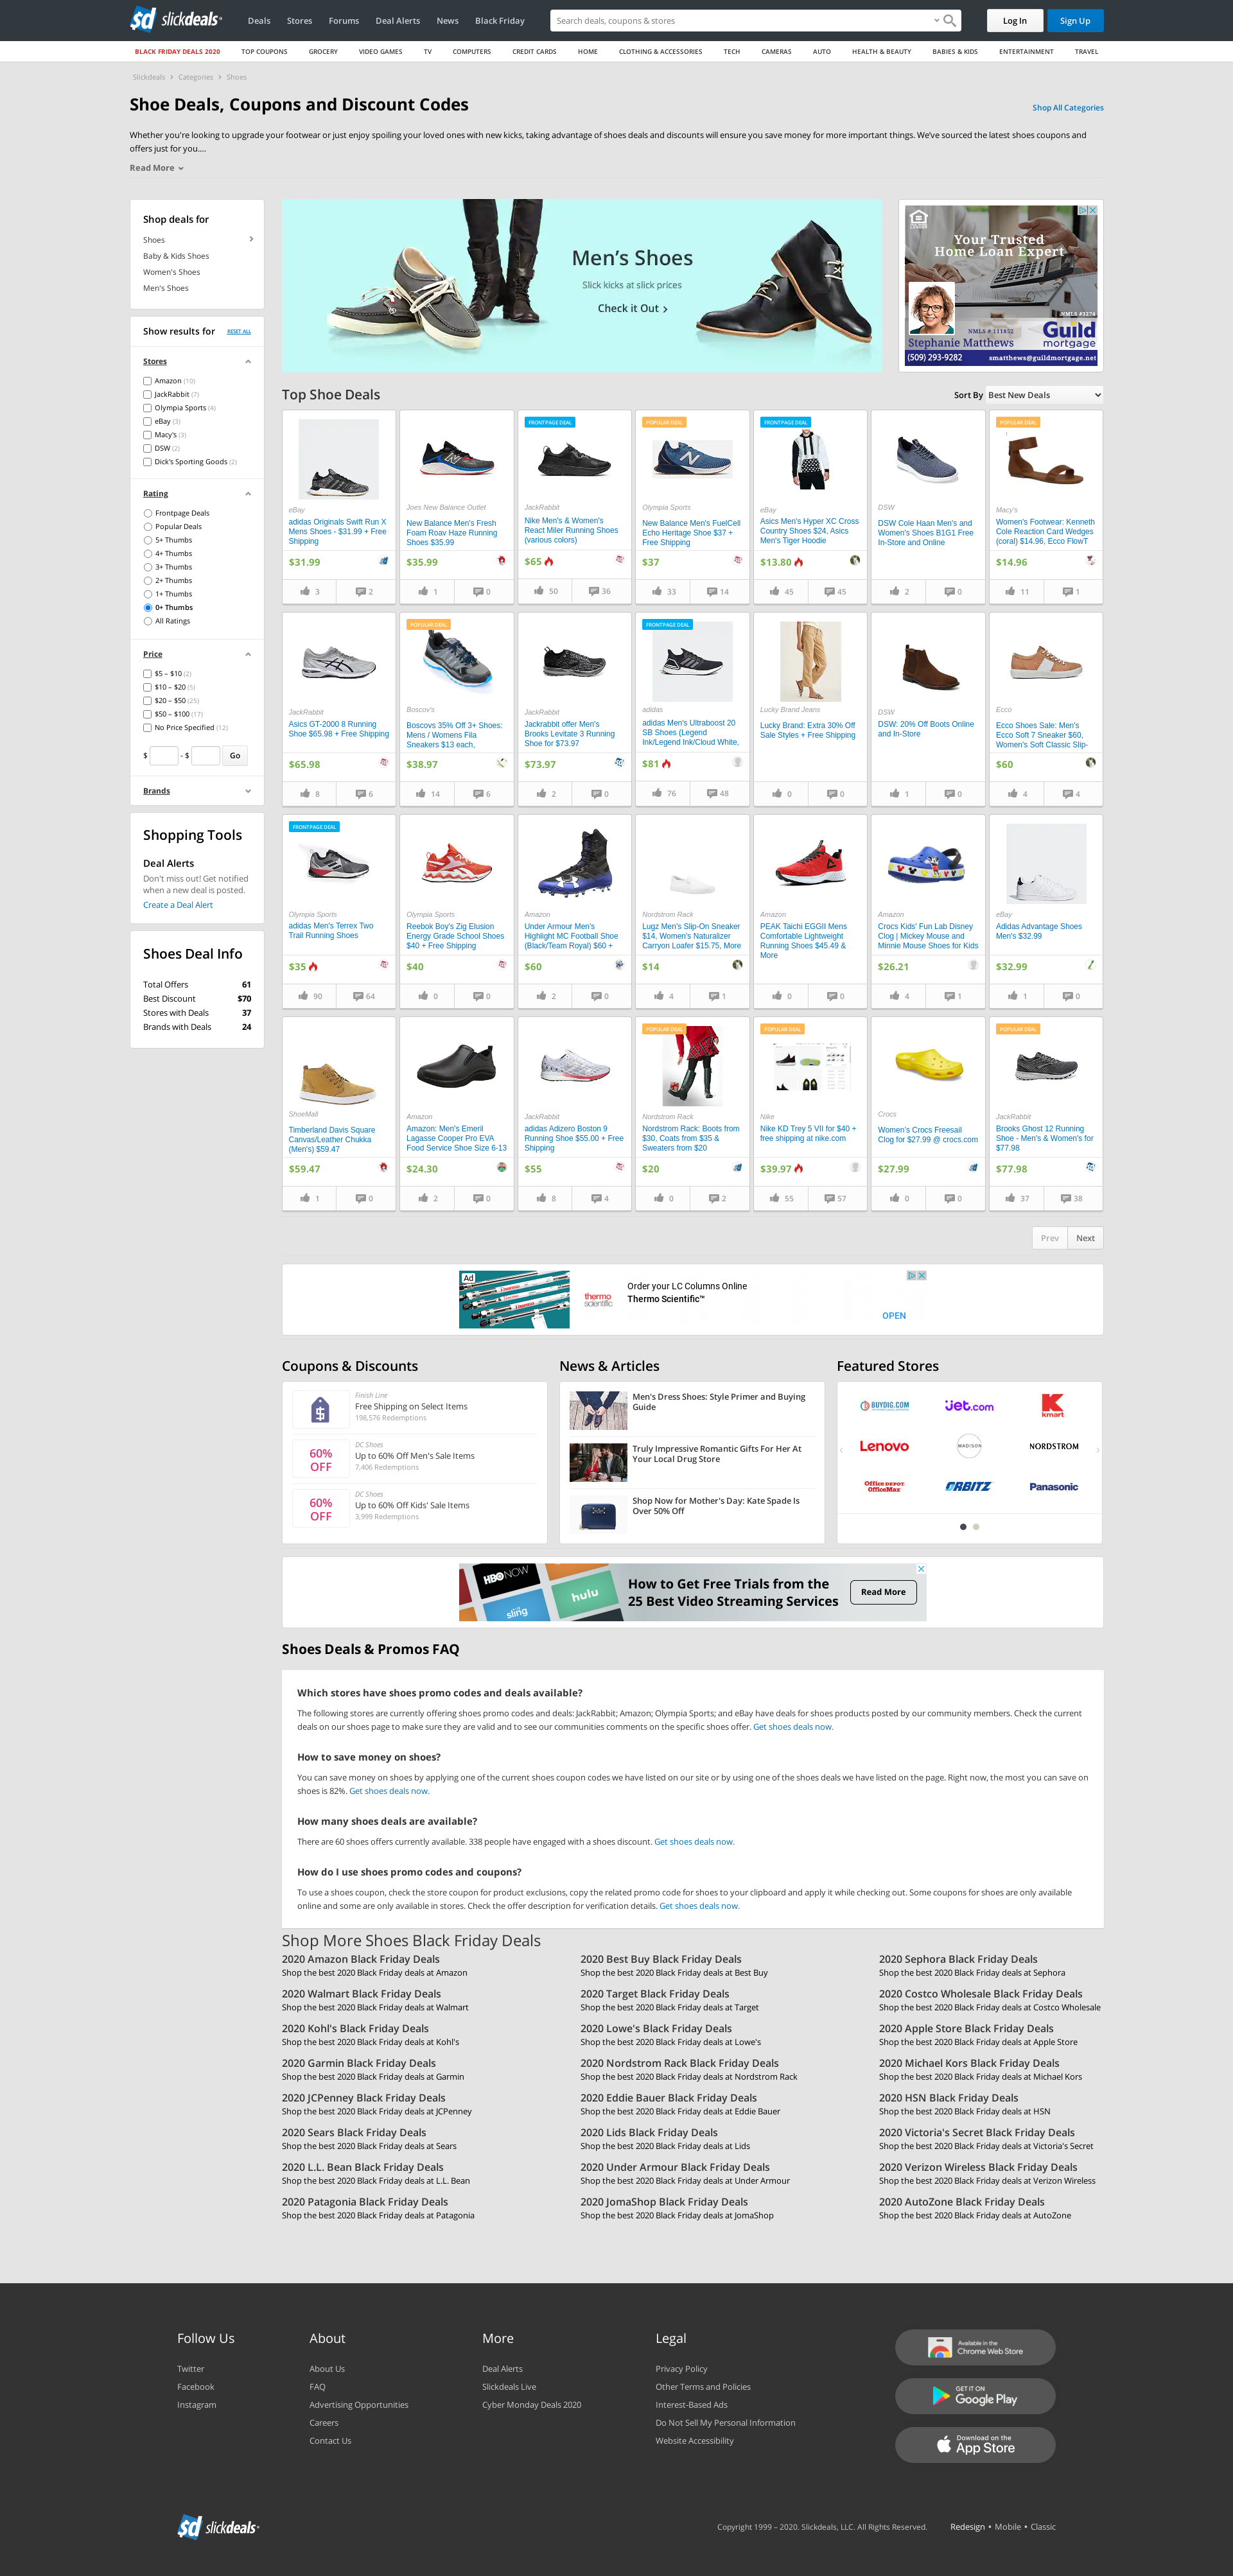 slickdeals
Deals
Stores
Forums
Deal Alerts
News
Black Friday
Search deals, coupons & stores
Log In
Sign Up
BLACK FRIDAY DEALS 2020
TOP COUPONS
GROCERY
VIDEO GAMES
TV
COMPUTERS
CREDIT CARDS
HOME
CLOTHING & ACCESSORIES
TECH
CAMERAS
AUTO
HEALTH & BEAUTY
BABIES & KIDS
ENTERTAINMENT
TRAVEL
Slickdeals > Categories > Shoes
Shoe Deals, Coupons and Discount Codes
Shop All Categories
Whether you're looking to upgrade your footwear or just enjoy spoiling your loved ones with new kicks, taking advantage of shoes deals and discounts will ensure you save money for more important things. We've sourced the latest shoes coupons and
offers just for you....
Read More
Shop deals for
Shoes
Baby & Kids Shoes
Women's Shoes
Men's Shoes
Show results for
RESET ALL
Stores
Amazon (10)
JackRabbit (7)
Olympia Sports (4)
eBay (3)
Macy's (3)
DSW (2)
Dick's Sporting Goods (2)
Rating
Frontpage Deals
Popular Deals
5+ Thumbs
4+ Thumbs
3+ Thumbs
2+ Thumbs
1+ Thumbs
0+ Thumbs
All Ratings
Price
$5 – $10 (2)
$10 – $20 (5)
$20 – $50 (25)
$50 – $100 (17)
No Price Specified (12)
$ - $ Go
Brands
Shopping Tools
Deal Alerts
Don't miss out! Get notified
when a new deal is posted.
Create a Deal Alert
Shoes Deal Info
Total Offers 61
Best Discount $70
Stores with Deals 37
Brands with Deals 24
Men's Shoes
Slick kicks at slick prices
Check it Out >
Your Trusted
Home Loan Expert
NMLS #3274
NMLS # 111852
Stephanie Matthews
Guild
mortgage
(509) 293-9282
smatthews@guildmortgage.net
Top Shoe Deals
Sort By Best New Deals
eBay
adidas Originals Swift Run X
Mens Shoes - $31.99 + Free
Shipping
$31.99
3
2
Joes New Balance Outlet
New Balance Men's Fresh
Foam Roav Haze Running
Shoes $35.99
$35.99
1
0
FRONTPAGE DEAL
JackRabbit
Nike Men's & Women's
React Miler Running Shoes
(various colors)
$65
50
36
POPULAR DEAL
Olympia Sports
New Balance Men's FuelCell
Echo Heritage Shoe $37 +
Free Shipping
$37
33
14
FRONTPAGE DEAL
eBay
Asics Men's Hyper XC Cross
Country Shoes $24, Asics
Men's Tiger Hoodie
$13.80
45
45
DSW
DSW Cole Haan Men's and
Women's Shoes B1G1 Free
In-Store and Online
2
0
POPULAR DEAL
Macy's
Women's Footwear: Kenneth
Cole Reaction Card Wedges
(coral) $14.96, Ecco FlowT
$14.96
11
1
JackRabbit
Asics GT-2000 8 Running
Shoe $65.98 + Free Shipping
$65.98
8
6
POPULAR DEAL
Boscov's
Boscovs 35% Off 3+ Shoes:
Mens / Womens Fila
Sneakers $13 each,
$38.97
14
6
JackRabbit
Jackrabbit offer Men's
Brooks Levitate 3 Running
Shoe for $73.97
$73.97
2
0
FRONTPAGE DEAL
adidas
adidas Men's Ultraboost 20
SB Shoes (Legend
Ink/Legend Ink/Cloud White,
$81
76
48
Lucky Brand Jeans
Lucky Brand: Extra 30% Off
Sale Styles + Free Shipping
0
0
DSW
DSW: 20% Off Boots Online
and In-Store
1
0
Ecco
Ecco Shoes Sale: Men's
Ecco Soft 7 Sneaker $60,
Women's Soft Classic Slip-
$60
4
4
FRONTPAGE DEAL
Olympia Sports
adidas Men's Terrex Two
Trail Running Shoes
$35
90
64
Olympia Sports
Reebok Boy's Zig Elusion
Energy Grade School Shoes
$40 + Free Shipping
$40
0
0
Amazon
Under Armour Men's
Highlight MC Football Shoe
(Black/Team Royal) $60 +
$60
2
0
Nordstrom Rack
Lugz Men's Slip-On Sneaker
$14, Women's Naturalizer
Carryon Loafer $15.75, More
$14
4
1
Amazon
PEAK Taichi EGGII Mens
Comfortable Lightweight
Running Shoes $45.49 &
More
0
0
Amazon
Crocs Kids' Fun Lab Disney
Clog | Mickey Mouse and
Minnie Mouse Shoes for Kids
$26.21
4
1
eBay
Adidas Advantage Shoes
Men's $32.99
$32.99
1
0
ShoeMall
Timberland Davis Square
Canvas/Leather Chukka
(Men's) $59.47
$59.47
1
0
Amazon
Amazon: Men's Emeril
Lagasse Cooper Pro EVA
Food Service Shoe Size 6-13
$24.30
2
0
JackRabbit
adidas Adizero Boston 9
Running Shoe $55.00 + Free
Shipping
$55
8
4
POPULAR DEAL
Nordstrom Rack
Nordstrom Rack: Boots from
$30, Coats from $35 &
Sweaters from $20
$20
0
2
POPULAR DEAL
Nike
Nike KD Trey 5 VII for $40 +
free shipping at nike.com
$39.97
55
57
Crocs
Women's Crocs Freesail
Clog for $27.99 @ crocs.com
$27.99
0
0
POPULAR DEAL
JackRabbit
Brooks Ghost 12 Running
Shoe - Men's & Women's for
$77.98
$77.98
37
38
Prev
Next
Ad
thermo
scientific
Order your LC Columns Online
Thermo Scientific™
OPEN
Coupons & Discounts
Finish Line
Free Shipping on Select Items
198,576 Redemptions
60%
OFF
DC Shoes
Up to 60% Off Men's Sale Items
7,406 Redemptions
60%
OFF
DC Shoes
Up to 60% Off Kids' Sale Items
3,999 Redemptions
News & Articles
Men's Dress Shoes: Style Primer and Buying
Guide
Truly Impressive Romantic Gifts For Her At
Your Local Drug Store
Shop Now for Mother's Day: Kate Spade Is
Over 50% Off
Featured Stores
BUYDIG.COM
jet.com
kmart
Lenovo
MADISON
NORDSTROM
Office DEPOT
OfficeMax
ORBITZ
Panasonic
HBO NOW
sling
hulu
How to Get Free Trials from the
25 Best Video Streaming Services
Read More
Shoes Deals & Promos FAQ
Which stores have shoes promo codes and deals available?
The following stores are currently offering shoes promo codes and deals: JackRabbit; Amazon; Olympia Sports; and eBay have deals for shoes products posted by our community members. Check the current
deals on our shoes page to make sure they are valid and to see our communities comments on the specific shoes offer. Get shoes deals now.
How to save money on shoes?
You can save money on shoes by applying one of the current shoes coupon codes we have listed on our site or by using one of the shoes deals we have listed on the page. Right now, the most you can save on
shoes is 82%. Get shoes deals now.
How many shoes deals are available?
There are 60 shoes offers currently available. 338 people have engaged with a shoes discount. Get shoes deals now.
How do I use shoes promo codes and coupons?
To use a shoes coupon, check the store coupon for product exclusions, copy the related promo code for shoes to your clipboard and apply it while checking out. Some coupons for shoes are only available
online and some are only available in stores. Check the offer description for verification details. Get shoes deals now.
Shop More Shoes Black Friday Deals
2020 Amazon Black Friday Deals
Shop the best 2020 Black Friday deals at Amazon
2020 Best Buy Black Friday Deals
Shop the best 2020 Black Friday deals at Best Buy
2020 Sephora Black Friday Deals
Shop the best 2020 Black Friday deals at Sephora
2020 Walmart Black Friday Deals
Shop the best 2020 Black Friday deals at Walmart
2020 Target Black Friday Deals
Shop the best 2020 Black Friday deals at Target
2020 Costco Wholesale Black Friday Deals
Shop the best 2020 Black Friday deals at Costco Wholesale
2020 Kohl's Black Friday Deals
Shop the best 2020 Black Friday deals at Kohl's
2020 Lowe's Black Friday Deals
Shop the best 2020 Black Friday deals at Lowe's
2020 Apple Store Black Friday Deals
Shop the best 2020 Black Friday deals at Apple Store
2020 Garmin Black Friday Deals
Shop the best 2020 Black Friday deals at Garmin
2020 Nordstrom Rack Black Friday Deals
Shop the best 2020 Black Friday deals at Nordstrom Rack
2020 Michael Kors Black Friday Deals
Shop the best 2020 Black Friday deals at Michael Kors
2020 JCPenney Black Friday Deals
Shop the best 2020 Black Friday deals at JCPenney
2020 Eddie Bauer Black Friday Deals
Shop the best 2020 Black Friday deals at Eddie Bauer
2020 HSN Black Friday Deals
Shop the best 2020 Black Friday deals at HSN
2020 Sears Black Friday Deals
Shop the best 2020 Black Friday deals at Sears
2020 Lids Black Friday Deals
Shop the best 2020 Black Friday deals at Lids
2020 Victoria's Secret Black Friday Deals
Shop the best 2020 Black Friday deals at Victoria's Secret
2020 L.L. Bean Black Friday Deals
Shop the best 2020 Black Friday deals at L.L. Bean
2020 Under Armour Black Friday Deals
Shop the best 2020 Black Friday deals at Under Armour
2020 Verizon Wireless Black Friday Deals
Shop the best 2020 Black Friday deals at Verizon Wireless
2020 Patagonia Black Friday Deals
Shop the best 2020 Black Friday deals at Patagonia
2020 JomaShop Black Friday Deals
Shop the best 2020 Black Friday deals at JomaShop
2020 AutoZone Black Friday Deals
Shop the best 2020 Black Friday deals at AutoZone
Follow Us
Twitter
Facebook
Instagram
About
About Us
FAQ
Advertising Opportunities
Careers
Contact Us
More
Deal Alerts
Slickdeals Live
Cyber Monday Deals 2020
Legal
Privacy Policy
Other Terms and Policies
Interest-Based Ads
Do Not Sell My Personal Information
Website Accessibility
Available in the
Chrome Web Store
GET IT ON
Google Play
Download on the
App Store
slickdeals
Copyright 1999 – 2020. Slickdeals, LLC. All Rights Reserved.
Redesign • Mobile • Classic